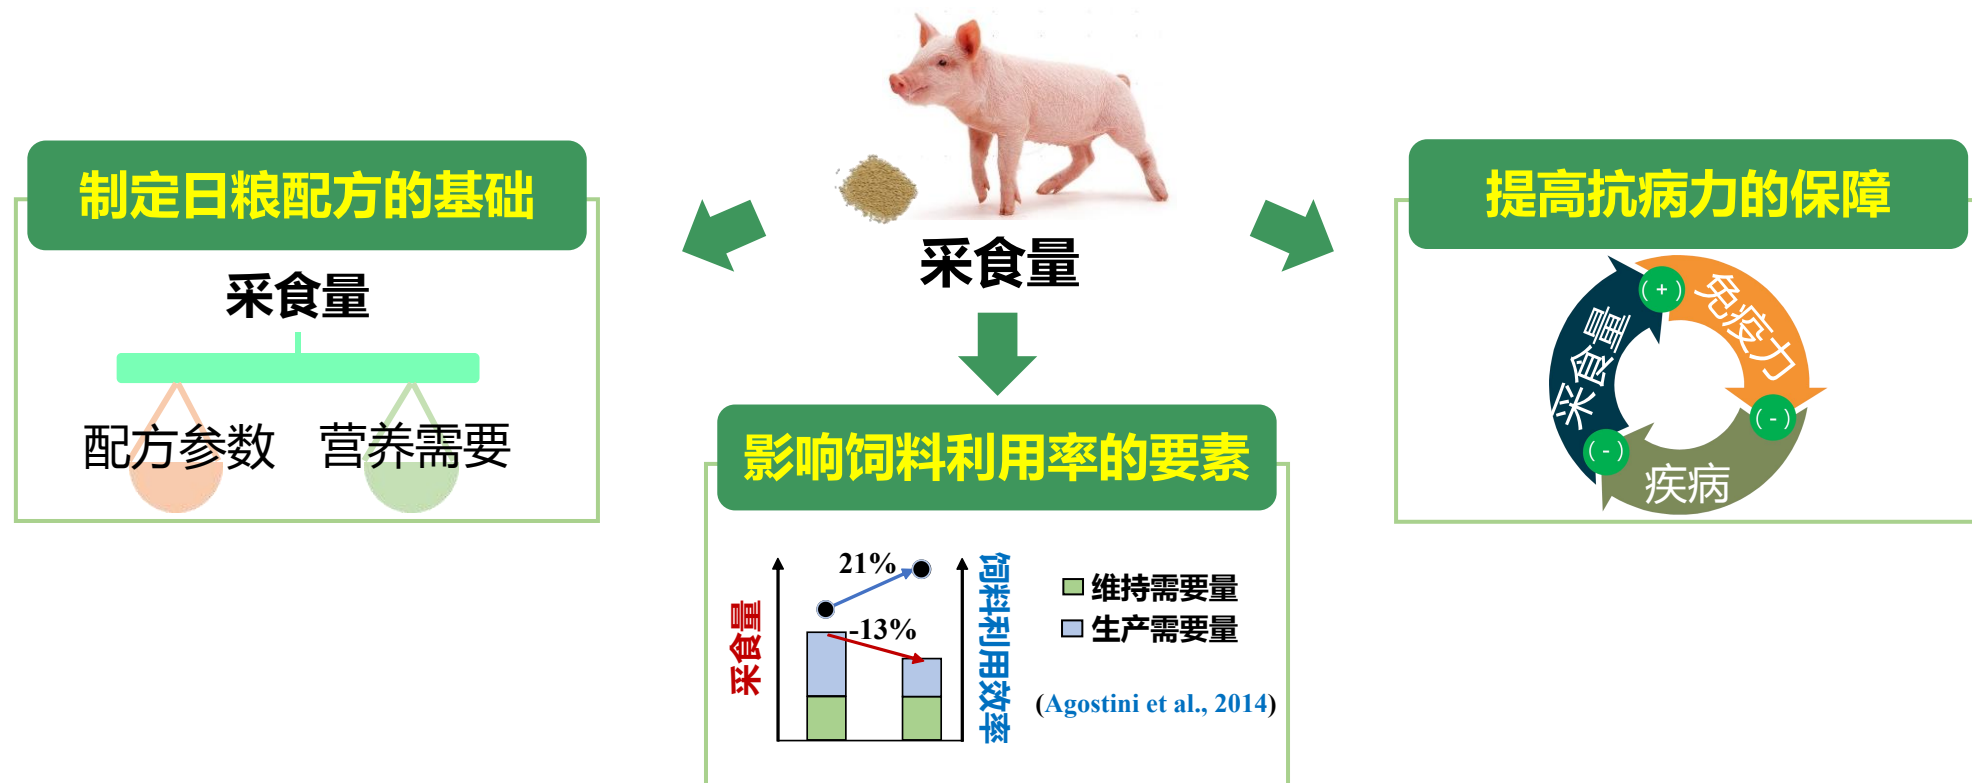 采食量
制定日粮配方的基础
采食量
配方参数
营养需要
影响饲料利用率的要素
采食量
21%
-13%
饲料利用效率
维持需要量
生产需要量
(Agostini et al., 2014)
提高抗病力的保障
采食量
(+)
免疫力
(-)
疾病
(-)